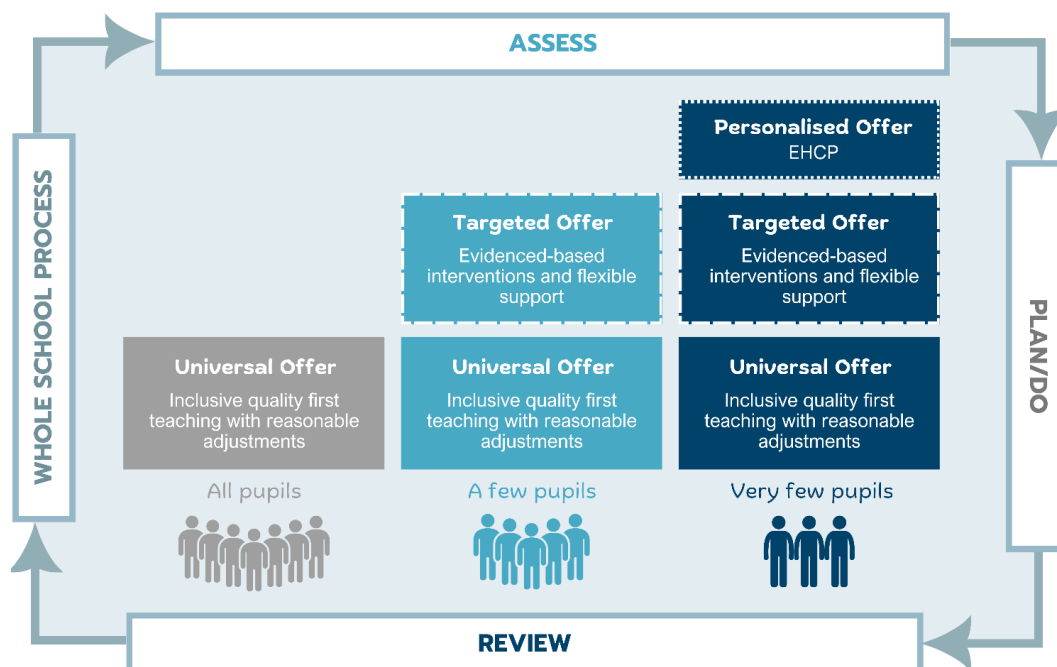 ASSESS
WHOLE SCHOOL PROCESS
PLAN/DO
Personalised Offer
EHCP
Targeted Offer
Evidenced-based
interventions and flexible
support
Targeted Offer
Evidenced-based
interventions and flexible
support
Universal Offer
Inclusive quality first
teaching with reasonable
adjustments
Universal Offer
Inclusive quality first
teaching with reasonable
adjustments
Universal Offer
Inclusive quality first
teaching with reasonable
adjustments
All pupils
A few pupils
Very few pupils
REVIEW